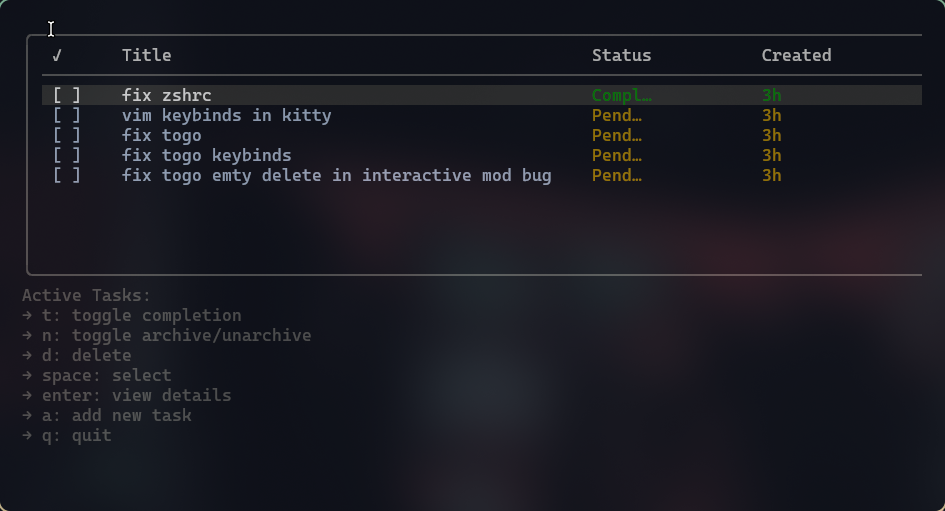 ✓ Title Status Created
[ ] fix zshrc Compl… 3h
[ ] vim keybinds in kitty Pend… 3h
[ ] fix togo Pend… 3h
[ ] fix togo keybinds Pend… 3h
[ ] fix togo emty delete in interactive mod bug Pend… 3h
Active Tasks:
→ t: toggle completion
→ n: toggle archive/unarchive
→ d: delete
→ space: select
→ enter: view details
→ a: add new task
→ q: quit